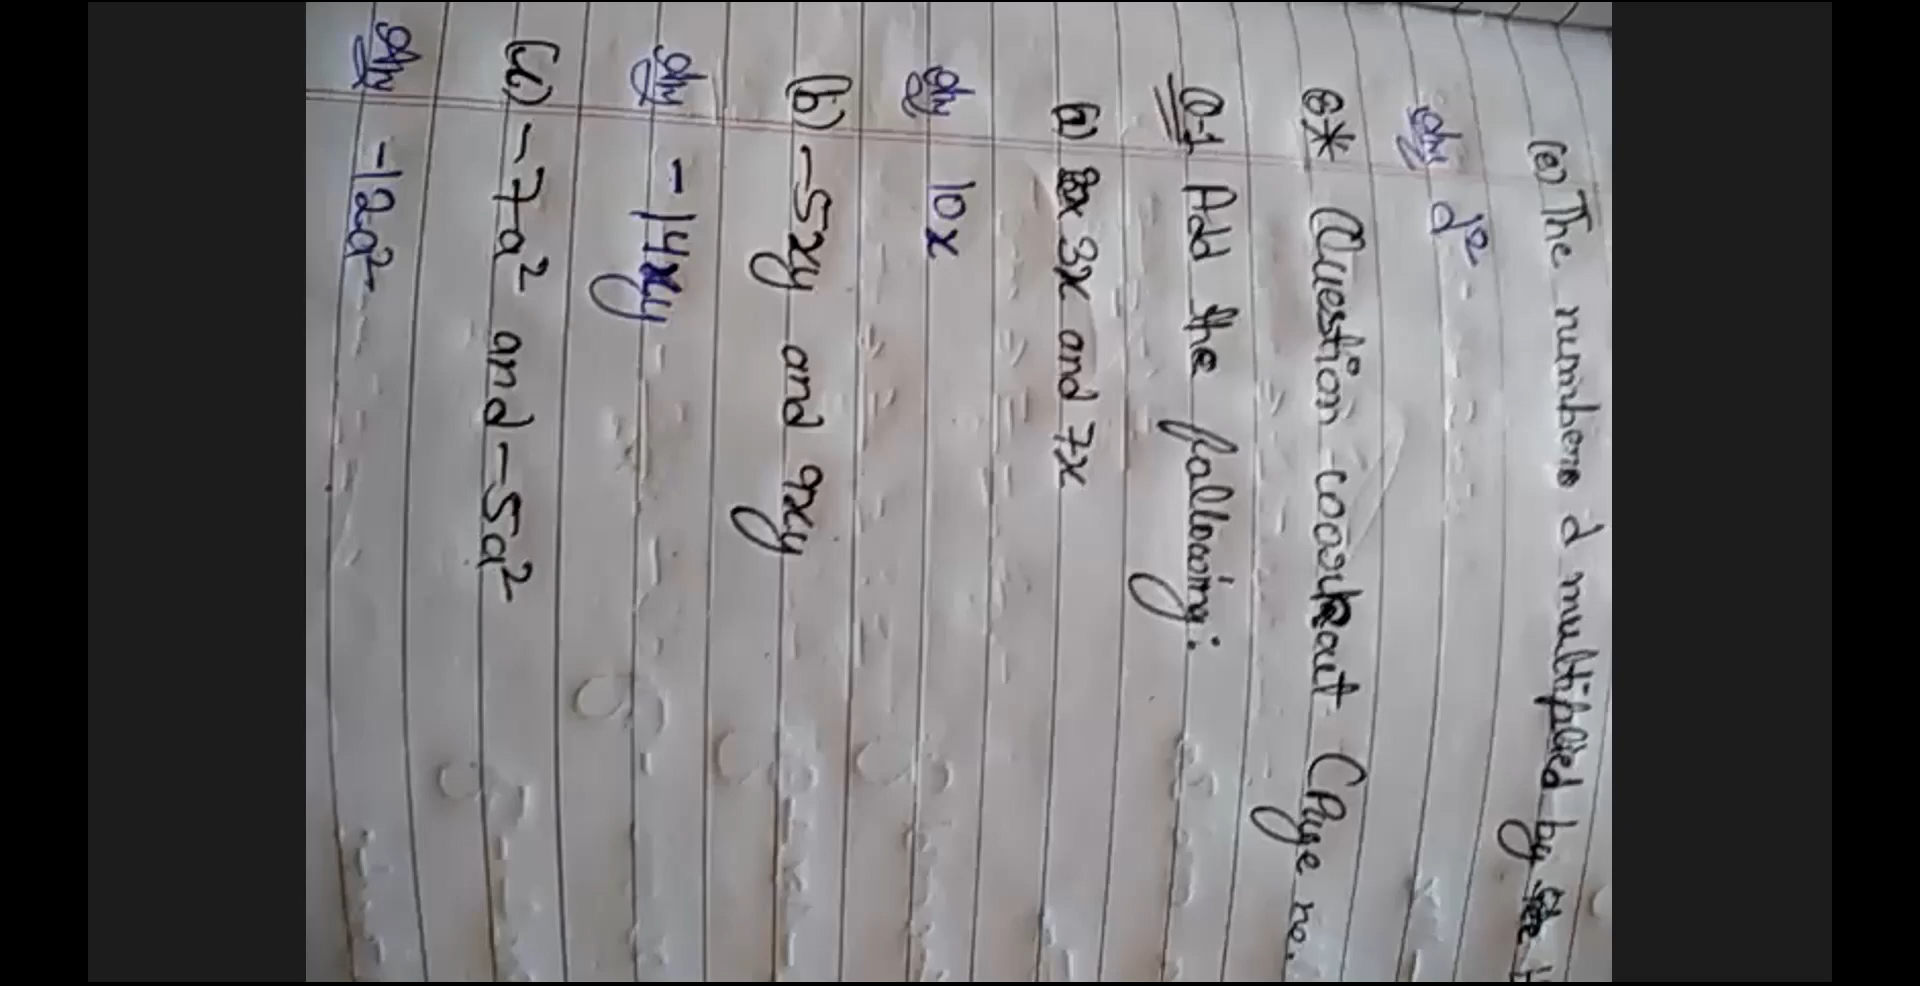 (e) The number d multiplied by
Ans d²
* Question workout (Page no.
Q-1 Add the following:
(a) 3x and 7x
Ans 10x
(b) -5xy and 9xy
Ans -14xy
(c) -7a² and -5a²
Ans -12a²